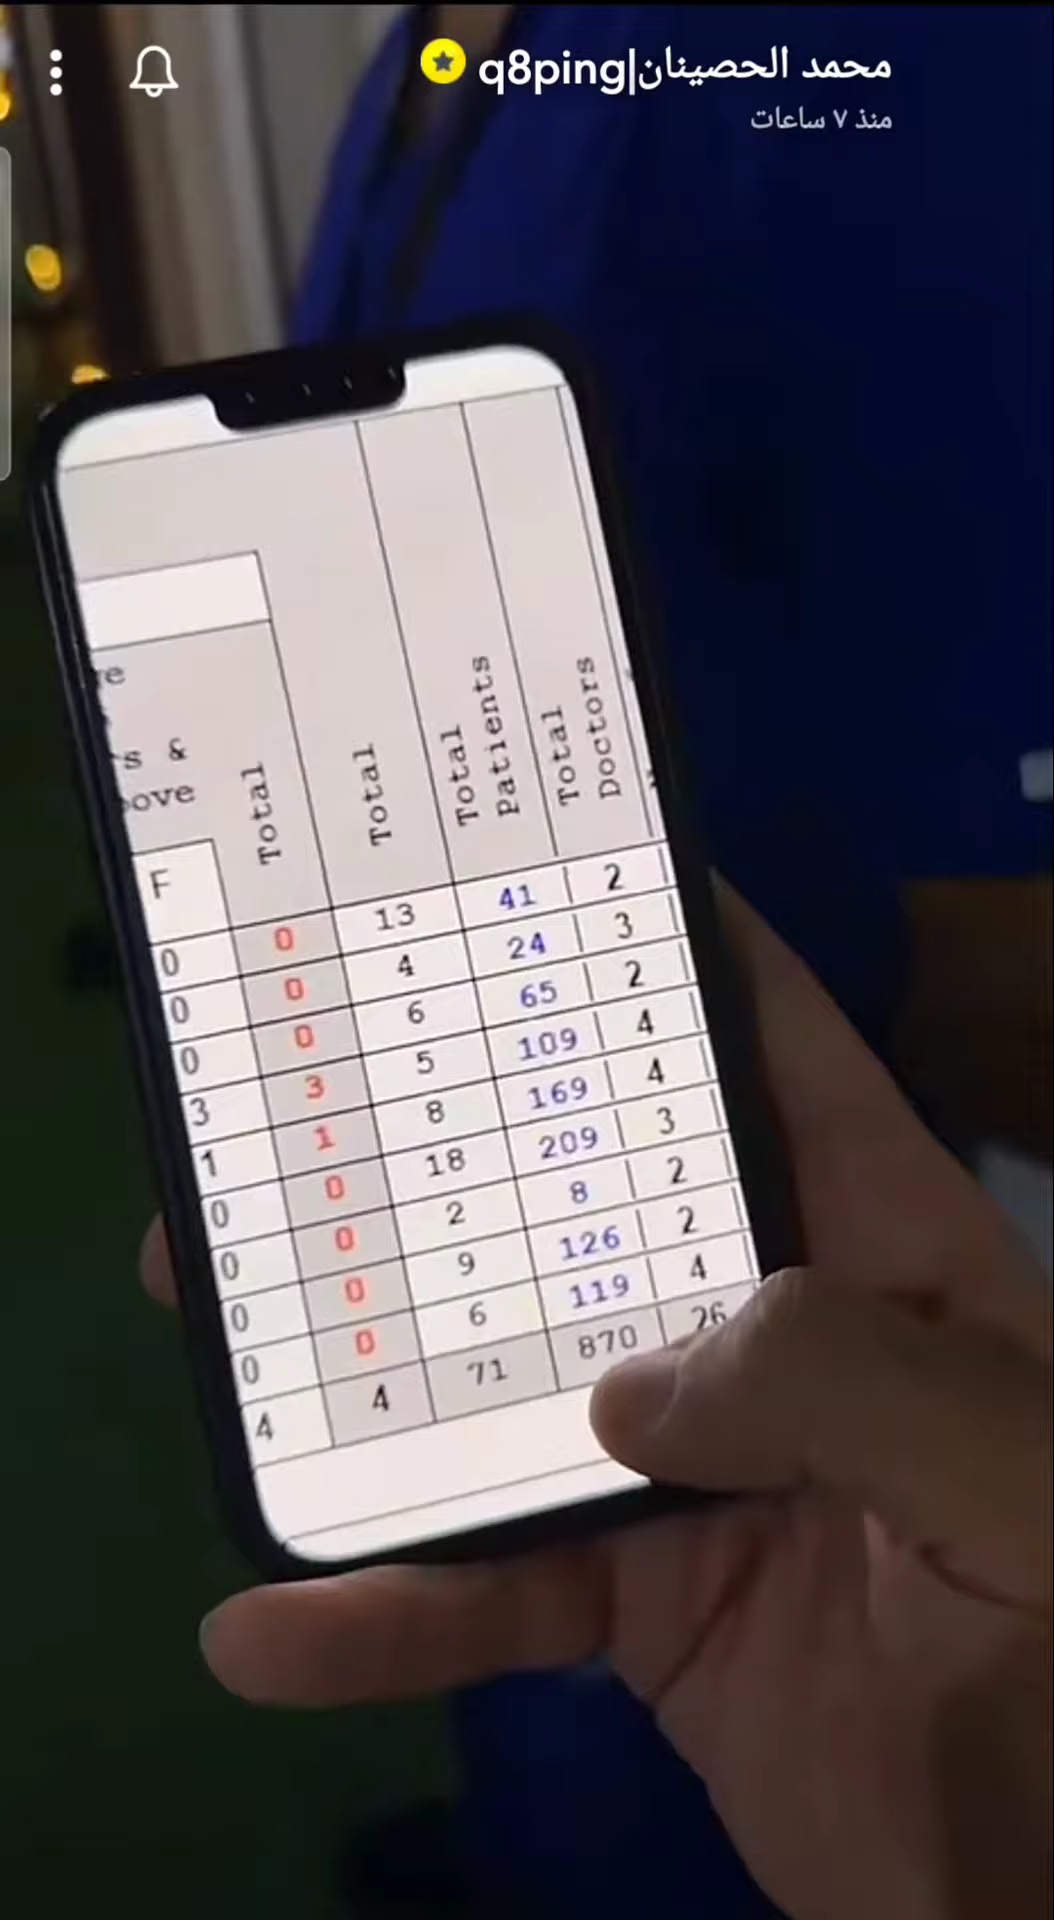 محمد الحصينان|q8ping
منذ ٧ ساعات
s &
Total
Total
Total Patients
Total Doctors
F
0 0 13 41 2
0 0 4 24 3
0 0 6 65 2
3 3 5 109 4
1 1 8 169 4
0 0 18 209 3
0 0 2 8 2
0 0 9 126 2
0 0 6 119 4
4 4 71 870 26